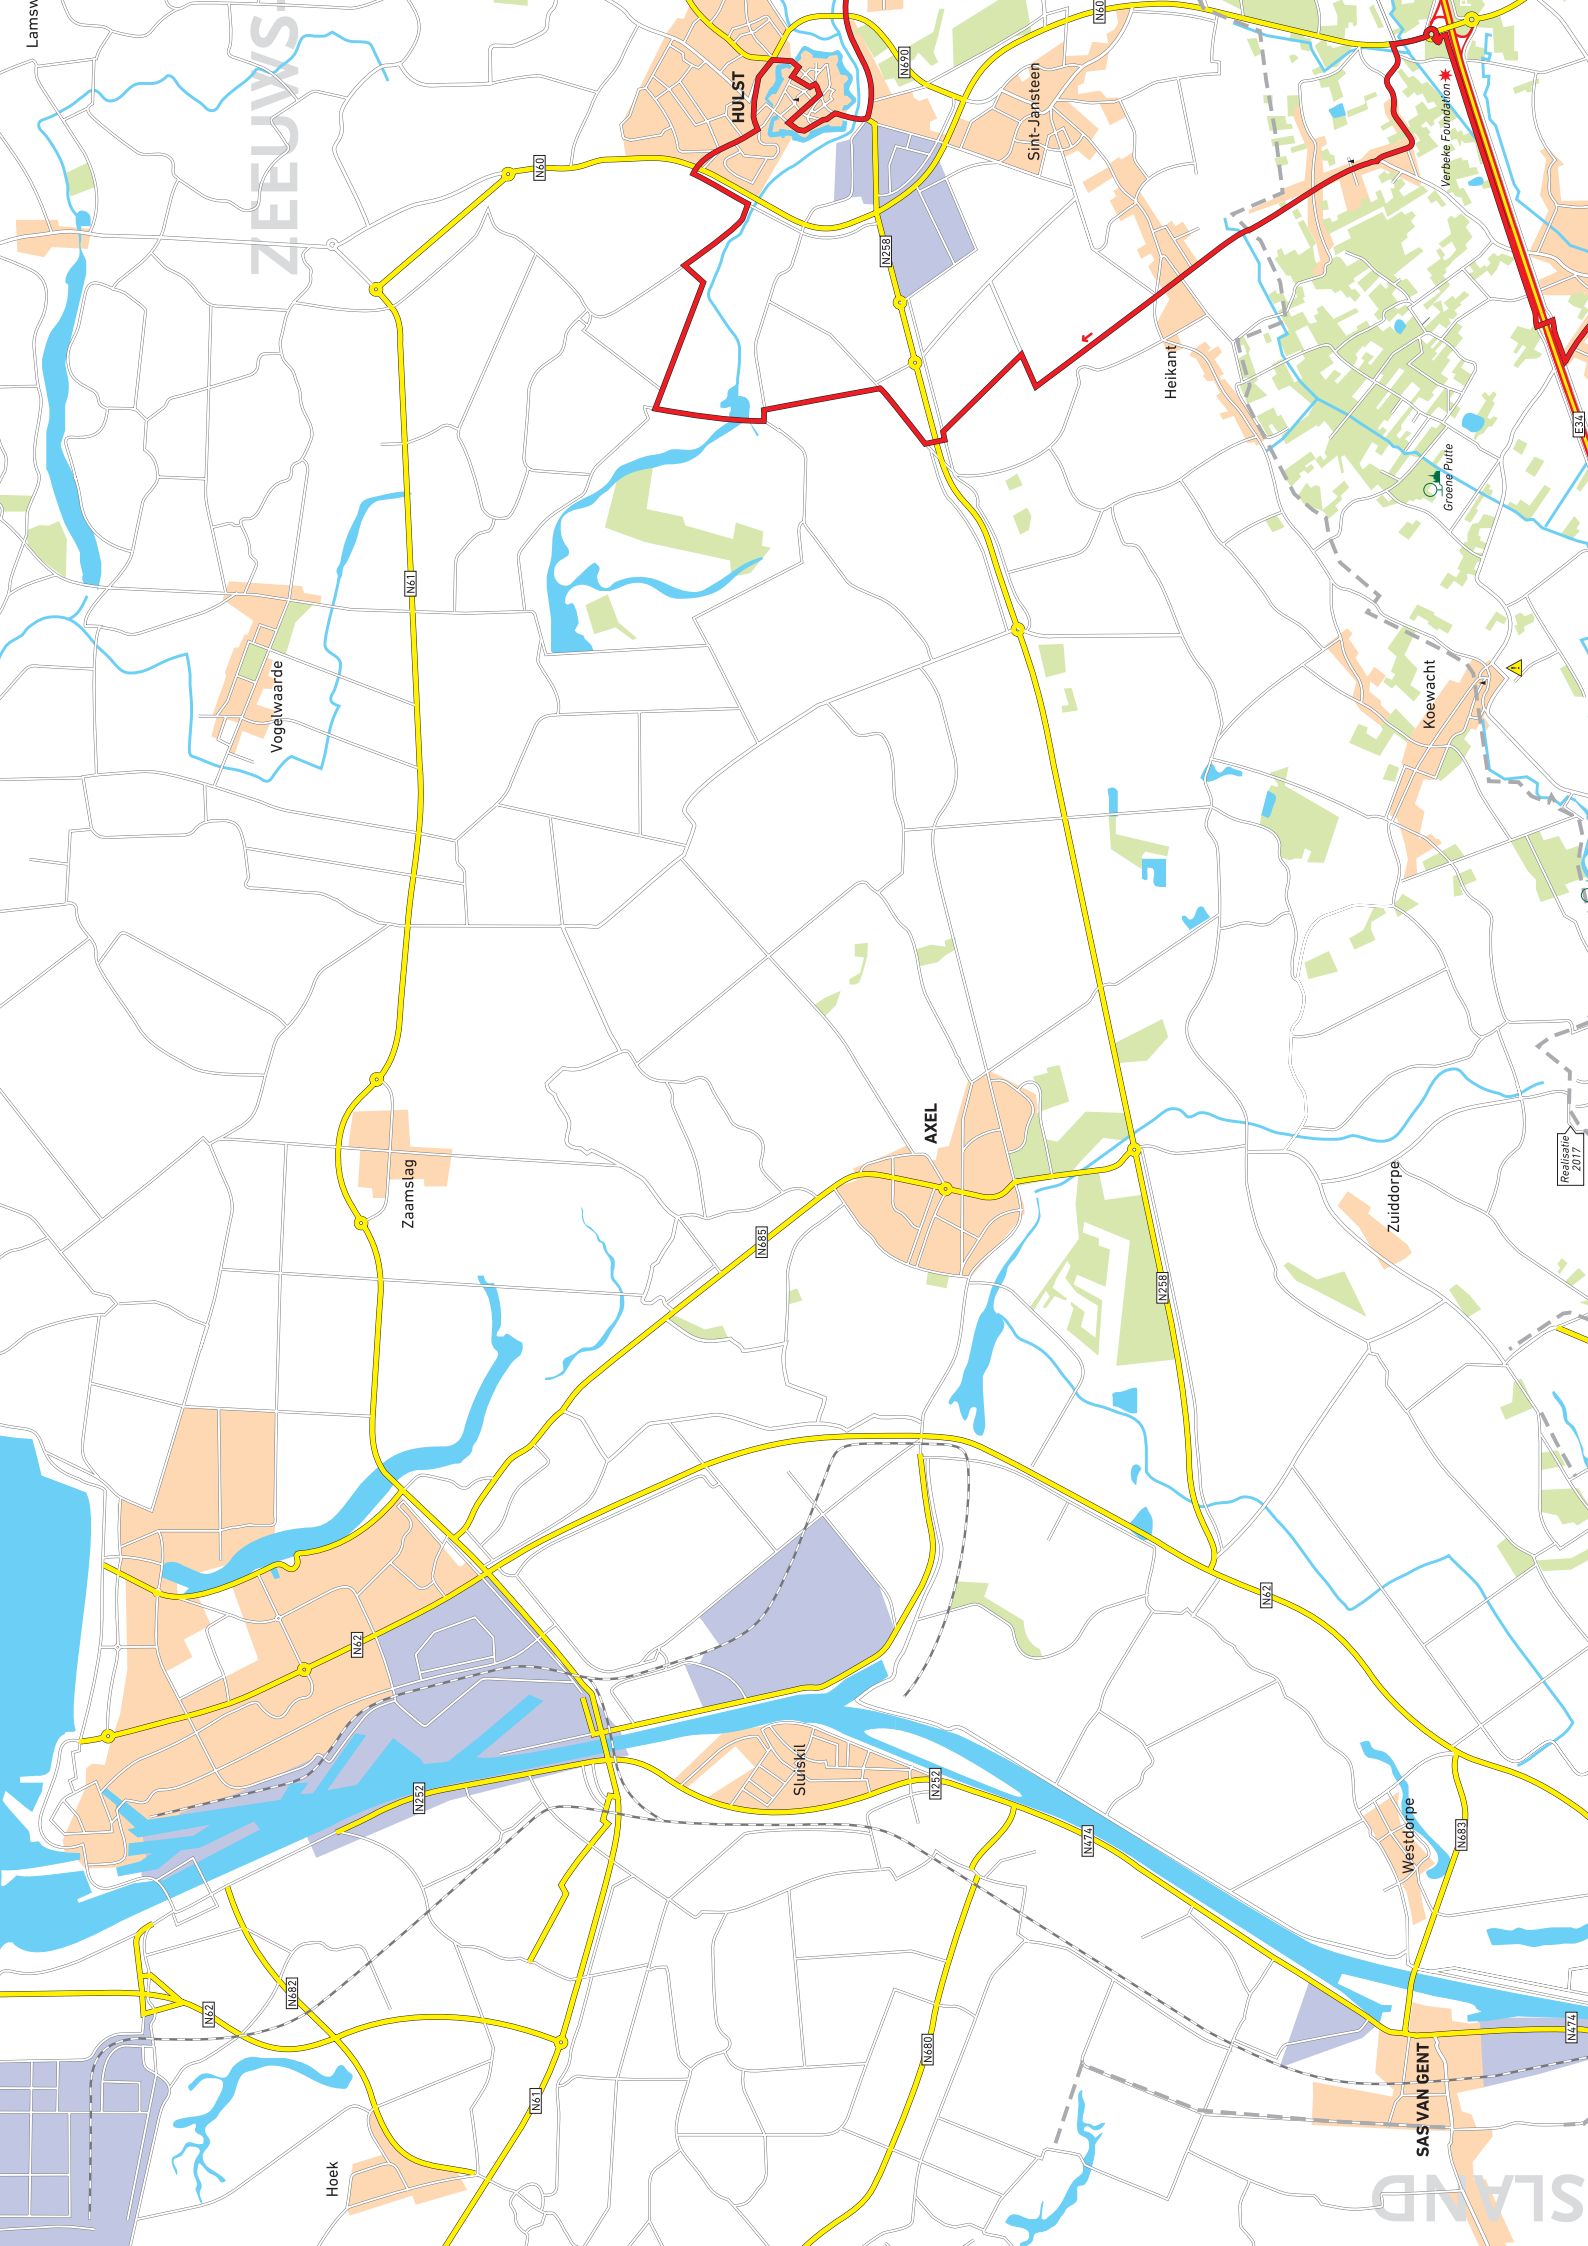 Lamsw
ZEEUWS-
HULST
N60
N690
N60
Sint-Jansteen
Verbeke Foundation
P
N258
Heikant
E34
Groene Putte
N61
Vogelwaarde
Koewacht
AXEL
Zaamslag
Realisatie
2017
Zuiddorpe
N685
N258
N62
N62
Sluiskil
N252
N252
N474
Westdorpe
N683
N62
N682
N680
N474
N61
SAS VAN GENT
Hoek
SLAND